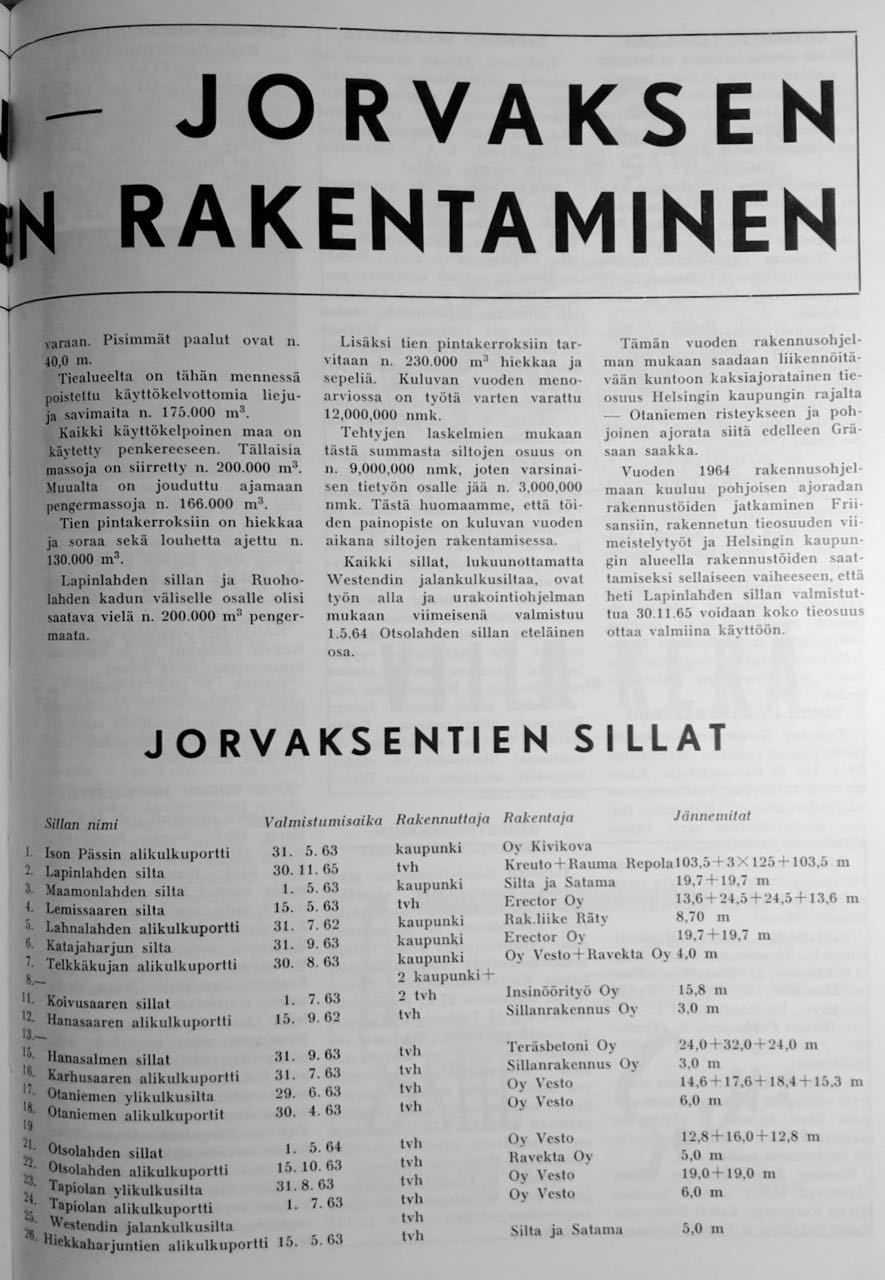 N — JORVAKSEN
EN RAKENTAMINEN
varaan. Pisimmät paalut ovat n.
40,0 m.
Tiealueelta on tähän mennessä
poistettu käyttökelvottomia lieju-
ja savimaita n. 175.000 m³.
Kaikki käyttökelpoinen maa on
käytetty penkereeseen. Tällaisia
massoja on siirretty n. 200.000 m³.
Muualta on jouduttu ajamaan
pengermassoja n. 166.000 m³.
Tien pintakerroksiin on hiekkaa
ja soraa sekä louhetta ajettu n.
130.000 m³.
Lapinlahden sillan ja Ruoho-
lahden kadun väliselle osalle olisi
saatava vielä n. 200.000 m³ penger-
maata.
Lisäksi tien pintakerroksiin tar-
vitaan n. 230.000 m³ hiekkaa ja
sepeliä. Kuluvan vuoden meno-
arviossa on työtä varten varattu
12,000,000 nmk.
Tehtyjen laskelmien mukaan
tästä summasta siltojen osuus on
n. 9,000,000 nmk, joten varsinai-
sen tietyön osalle jää n. 3,000,000
nmk. Tästä huomaamme, että töi-
den painopiste on kuluvan vuoden
aikana siltojen rakentamisessa.
Kaikki sillat, lukuunottamatta
Westendin jalankulkusiltaa, ovat
työn alla ja urakointiohjelman
mukaan viimeisenä valmistuu
1.5.64 Otsolahden sillan eteläinen
osa.
Tämän vuoden rakennusohjel-
man mukaan saadaan liikennöitä-
vään kuntoon kaksiajoratainen tie-
osuus Helsingin kaupungin rajalta
— Otaniemen risteykseen ja poh-
joinen ajorata siitä edelleen Grä-
saan saakka.
Vuoden 1964 rakennusohjel-
maan kuuluu pohjoisen ajoradan
rakennustöiden jatkaminen Frii-
sansiin, rakennetun tieosuuden vii-
meistelytyöt ja Helsingin kaupun-
gin alueella rakennustöiden saat-
tamiseksi sellaiseen vaiheeseen, että
heti Lapinlahden sillan valmistut-
tua 30.11.65 voidaan koko tieosuus
ottaa valmiina käyttöön.
JORVAKSENTIEN SILLAT
Sillan nimi Valmistumisaika Rakennuttaja Rakentaja Jännemitat
1. Ison Pässin alikulkuportti 31. 5. 63 kaupunki Oy Kivikova
2. Lapinlahden silta 30. 11. 65 tvh Kreuto+Rauma Repola 103,5+3×125+103,5 m
3. Maamonlahden silta 1. 5. 63 kaupunki Silta ja Satama 19,7+19,7 m
4. Lemissaaren silta 15. 5. 63 tvh Erector Oy 13,6+24,5+24,5+13,6 m
5. Lahnalahden alikulkuportti 31. 7. 62 kaupunki Rak.liike Räty 8,70 m
6. Katajaharjun silta 31. 9. 63 kaupunki Erector Oy 19,7+19,7 m
7. Telkkäkujan alikulkuportti 30. 8. 63 kaupunki Oy Vesto+Ravekta Oy 4,0 m
8.— 2 kaupunki+
11. Koivusaaren sillat 1. 7. 63 2 tvh Insinöörityö Oy 15,8 m
12. Hanasaaren alikulkuportti 15. 9. 62 tvh Sillanrakennus Oy 3,0 m
13.—
15. Hanasalmen sillat 31. 9. 63 tvh Teräsbetoni Oy 24,0+32,0+24,0 m
16. Karhusaaren alikulkuportti 31. 7. 63 tvh Sillanrakennus Oy 3,0 m
17. Otaniemen ylikulkusilta 29. 6. 63 tvh Oy Vesto 14,6+17,6+18,4+15,3 m
18. Otaniemen alikulkuportit 30. 4. 63 tvh Oy Vesto 6,0 m
19
21. Otsolahden sillat 1. 5. 64 tvh Oy Vesto 12,8+16,0+12,8 m
22. Otsolahden alikulkuportti 15. 10. 63 tvh Ravekta Oy 5,0 m
23. Tapiolan ylikulkusilta 31. 8. 63 tvh Oy Vesto 19,0+19,0 m
24. Tapiolan alikulkuportti 1. 7. 63 tvh Oy Vesto 6,0 m
25. Westendin jalankulkusilta tvh
26. Hiekkaharjuntien alikulkuportti 15. 5. 63 tvh Silta ja Satama 5,0 m